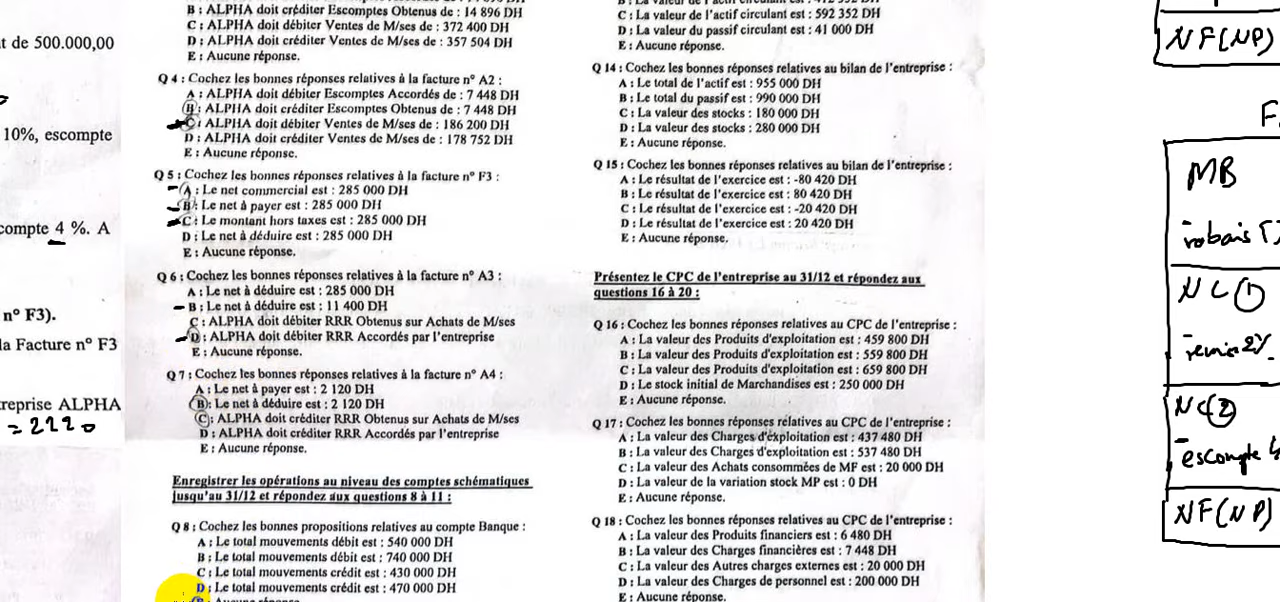 t de 500.000,00
10%, escompte
compte 4 %. A
n° F3).
la Facture n° F3
treprise ALPHA
= 2220
B : ALPHA doit créditer Escomptes Obtenus de : 14 896 DH
C : ALPHA doit débiter Ventes de M/ses de : 372 400 DH
D : ALPHA doit créditer Ventes de M/ses de : 357 504 DH
E : Aucune réponse.
Q 4 : Cochez les bonnes réponses relatives à la facture n° A2 :
A : ALPHA doit débiter Escomptes Accordés de : 7 448 DH
B : ALPHA doit créditer Escomptes Obtenus de : 7 448 DH
C : ALPHA doit débiter Ventes de M/ses de : 186 200 DH
D : ALPHA doit créditer Ventes de M/ses de : 178 752 DH
E : Aucune réponse.
Q 5 : Cochez les bonnes réponses relatives à la facture n° F3 :
A : Le net commercial est : 285 000 DH
B : Le net à payer est : 285 000 DH
C : Le montant hors taxes est : 285 000 DH
D : Le net à déduire est : 285 000 DH
E : Aucune réponse.
Q 6 : Cochez les bonnes réponses relatives à la facture n° A3 :
A : Le net à déduire est : 285 000 DH
B : Le net à déduire est : 11 400 DH
C : ALPHA doit débiter RRR Obtenus sur Achats de M/ses
D : ALPHA doit débiter RRR Accordés par l'entreprise
E : Aucune réponse.
Q 7 : Cochez les bonnes réponses relatives à la facture n° A4 :
A : Le net à payer est : 2 120 DH
B : Le net à déduire est : 2 120 DH
C : ALPHA doit créditer RRR Obtenus sur Achats de M/ses
D : ALPHA doit créditer RRR Accordés par l'entreprise
E : Aucune réponse.
Enregistrer les opérations au niveau des comptes schématiques
jusqu'au 31/12 et répondez aux questions 8 à 11 :
Q 8 : Cochez les bonnes propositions relatives au compte Banque :
A : Le total mouvements débit est : 540 000 DH
B : Le total mouvements débit est : 740 000 DH
C : Le total mouvements crédit est : 430 000 DH
D : Le total mouvements crédit est : 470 000 DH
C : La valeur de l'actif circulant est : 592 352 DH
D : La valeur du passif circulant est : 41 000 DH
E : Aucune réponse.
Q 14 : Cochez les bonnes réponses relatives au bilan de l'entreprise :
A : Le total de l'actif est : 955 000 DH
B : Le total du passif est : 990 000 DH
C : La valeur des stocks : 180 000 DH
D : La valeur des stocks : 280 000 DH
E : Aucune réponse.
Q 15 : Cochez les bonnes réponses relatives au bilan de l'entreprise :
A : Le résultat de l'exercice est : -80 420 DH
B : Le résultat de l'exercice est : 80 420 DH
C : Le résultat de l'exercice est : -20 420 DH
D : Le résultat de l'exercice est : 20 420 DH
E : Aucune réponse.
Présentez le CPC de l'entreprise au 31/12 et répondez aux
questions 16 à 20 :
Q 16 : Cochez les bonnes réponses relatives au CPC de l'entreprise :
A : La valeur des Produits d'exploitation est : 459 800 DH
B : La valeur des Produits d'exploitation est : 559 800 DH
C : La valeur des Produits d'exploitation est : 659 800 DH
D : Le stock initial de Marchandises est : 250 000 DH
E : Aucune réponse.
Q 17 : Cochez les bonnes réponses relatives au CPC de l'entreprise :
A : La valeur des Charges d'exploitation est : 437 480 DH
B : La valeur des Charges d'exploitation est : 537 480 DH
C : La valeur des Achats consommées de MF est : 20 000 DH
D : La valeur de la variation stock MP est : 0 DH
E : Aucune réponse.
Q 18 : Cochez les bonnes réponses relatives au CPC de l'entreprise :
A : La valeur des Produits financiers est : 6 480 DH
B : La valeur des Charges financières est : 7 448 DH
C : La valeur des Autres charges externes est : 20 000 DH
D : La valeur des Charges de personnel est : 200 000 DH
E : Aucune réponse.
NF(NP)
MB
rabais
NC ①
remise 2%
NC ②
escompte
NF(NP)